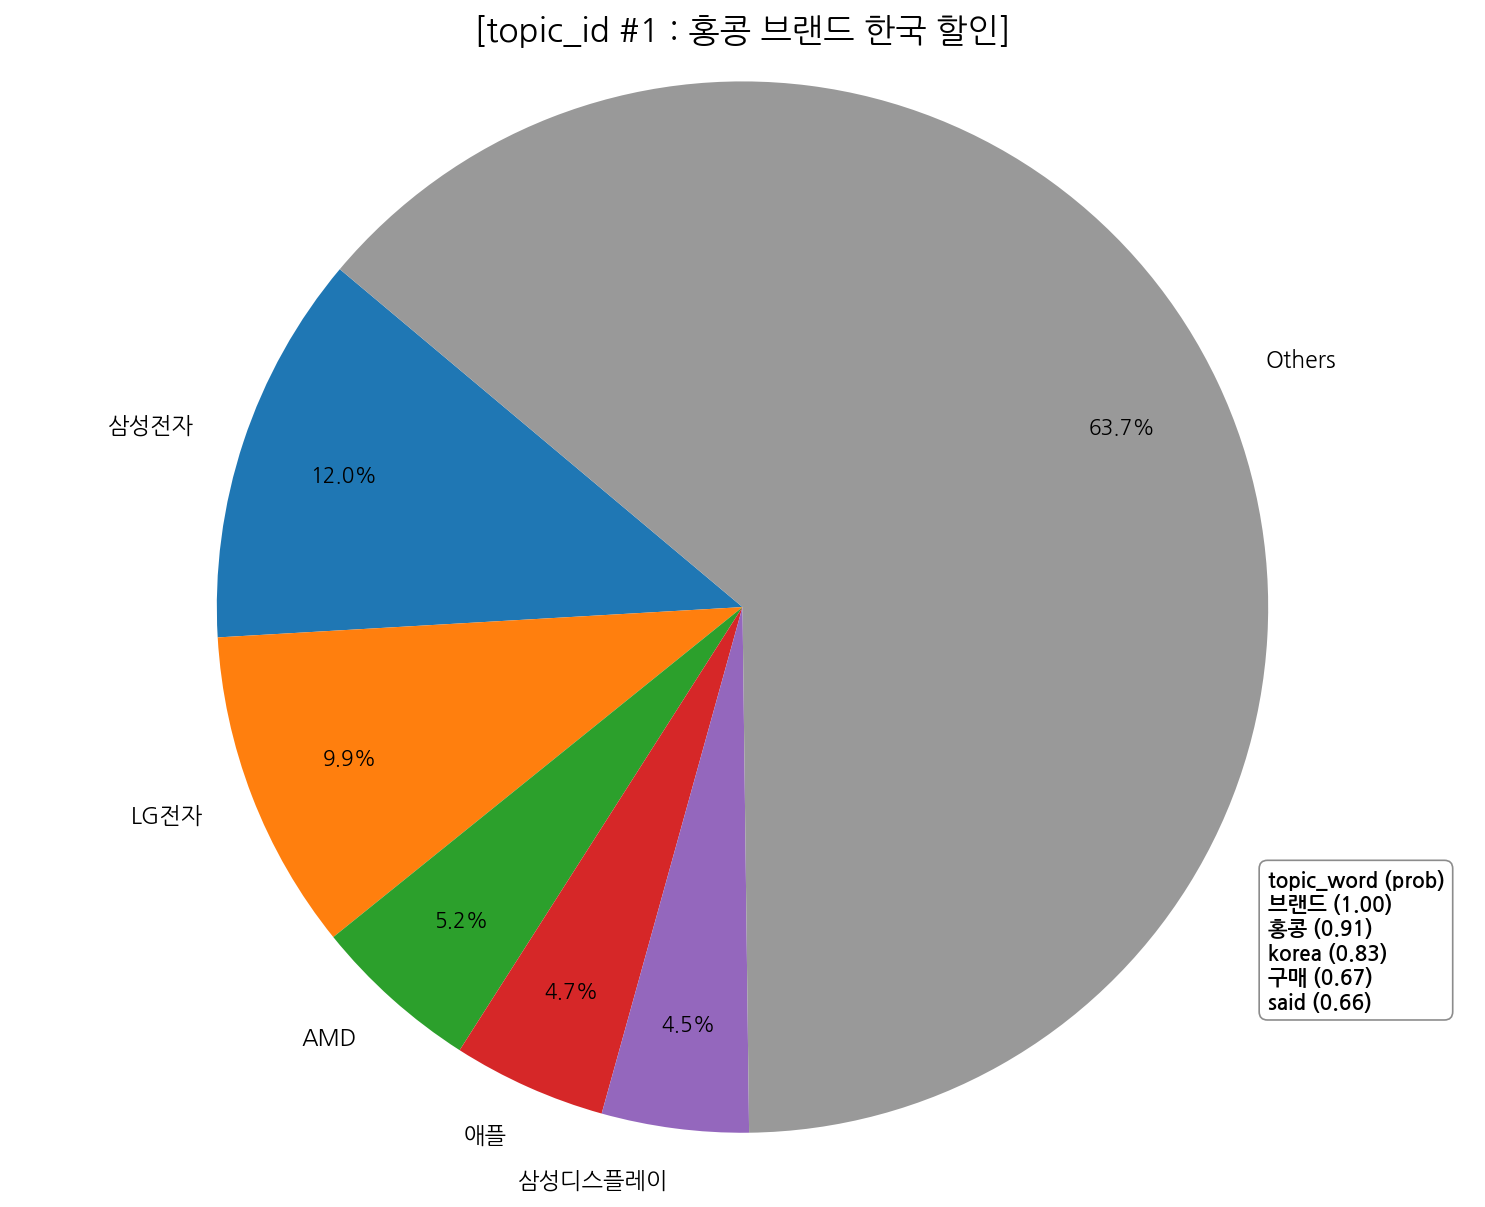 [topic_id #1 : 홍콩 브랜드 한국 할인]
Others
63.7%
삼성전자
12.0%
9.9%
LG전자
5.2%
AMD
4.7%
애플
4.5%
삼성디스플레이
topic_word (prob)
브랜드 (1.00)
홍콩 (0.91)
korea (0.83)
구매 (0.67)
said (0.66)